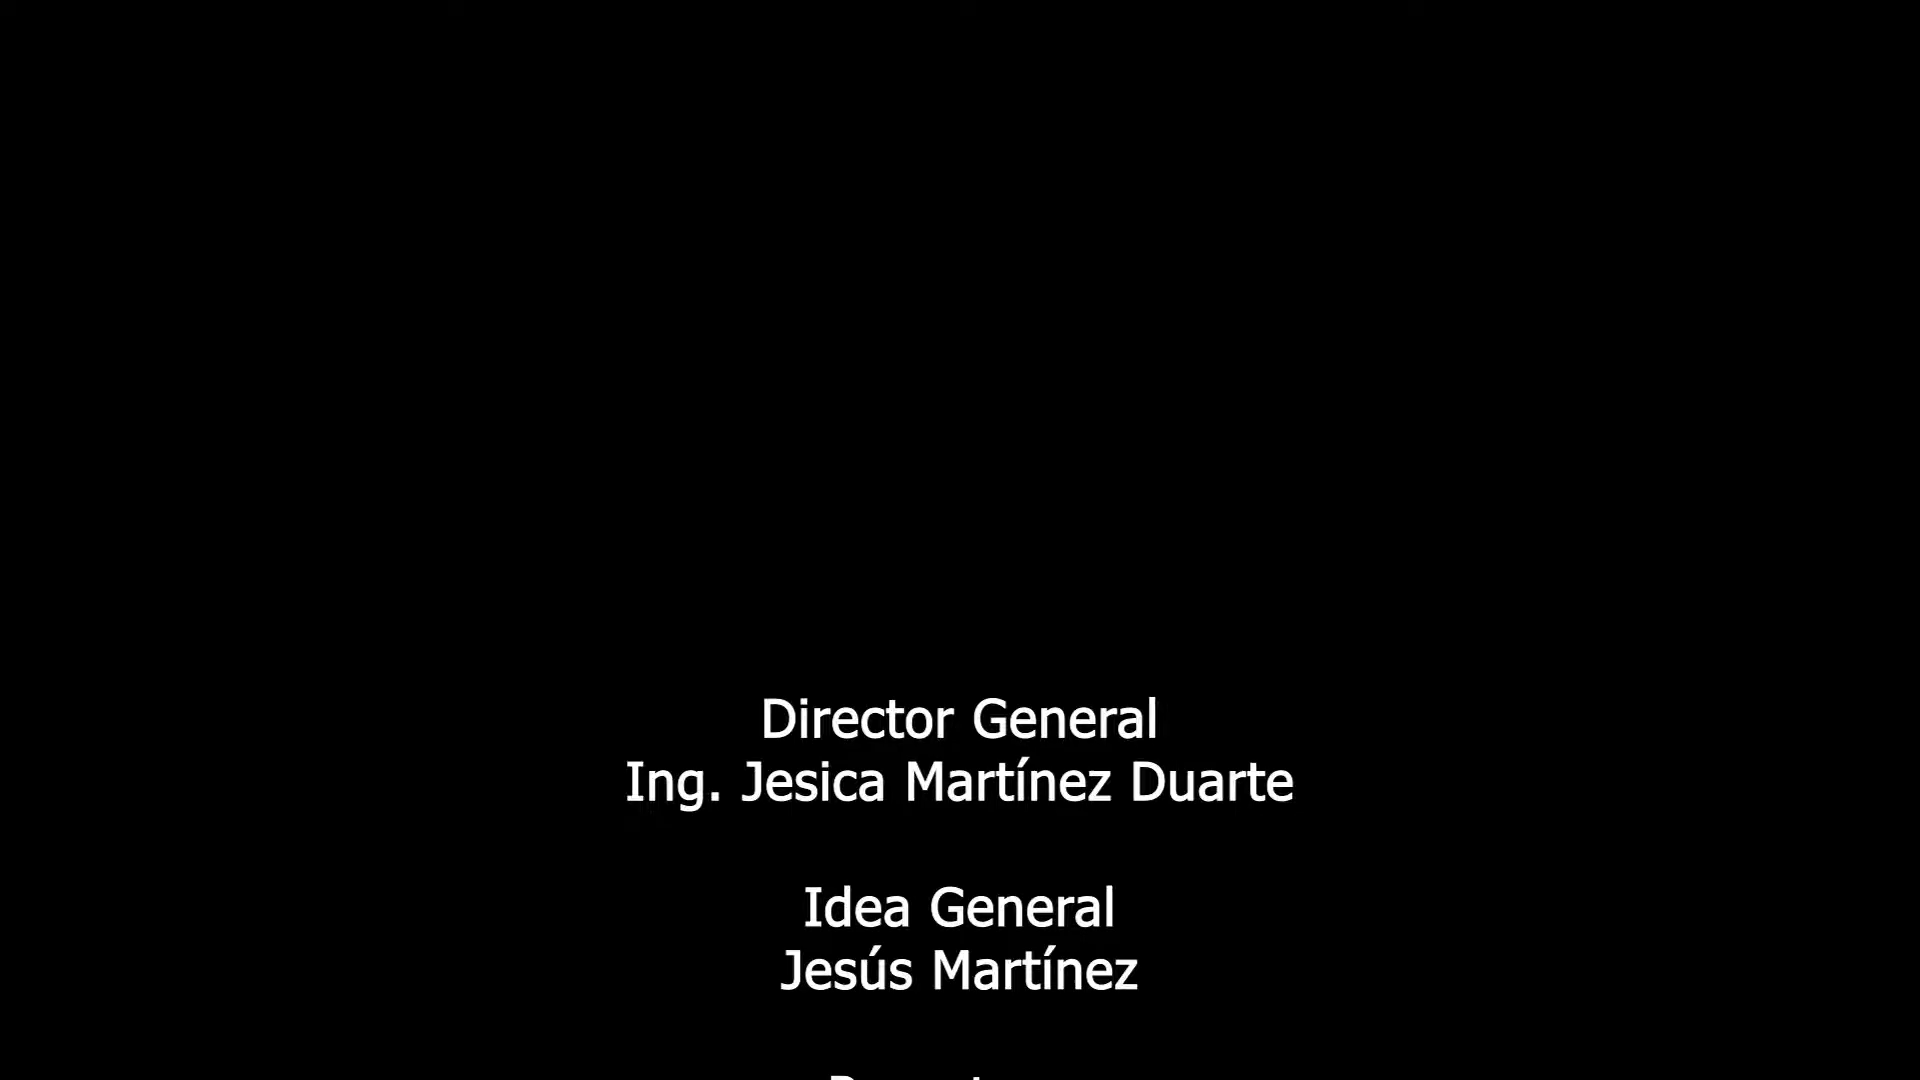 Director General
Ing. Jesica Martínez Duarte
Idea General
Jesús Martínez